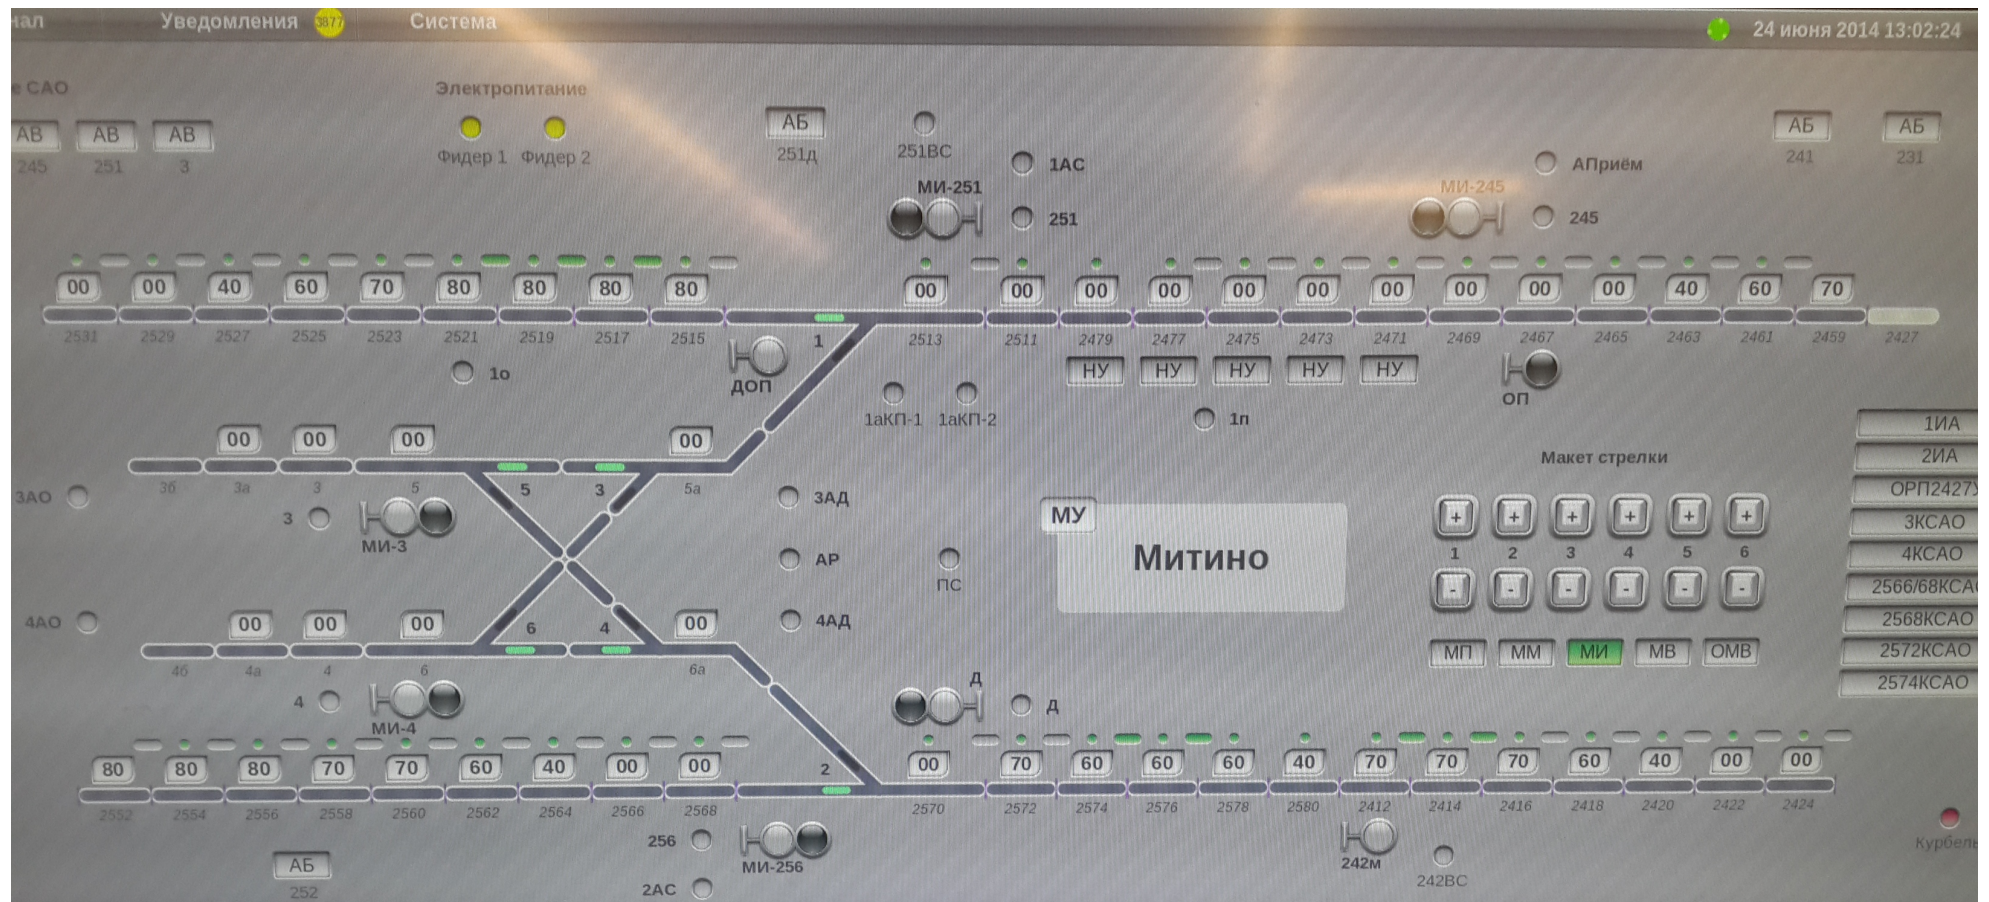 нал Уведомления 3877 Система 24 июня 2014 13:02:24
е САО Электропитание
АВ АВ АВ АБ АБ АБ
245 251 3 Фидер 1 Фидер 2 251д 251ВС 241 231
1АС АПриём
МИ-251 МИ-245
251 245
00 00 40 60 70 80 80 80 80 00 00 00 00 00 00 00 00 00 00 40 60 70
2531 2529 2527 2525 2523 2521 2519 2517 2515 1 2513 2511 2479 2477 2475 2473 2471 2469 2467 2465 2463 2461 2459 2427
1о ДОП НУ НУ НУ НУ НУ ОП
1аКП-1 1аКП-2 1п
1ИА
00 00 00 00
Макет стрелки 2ИА
3б 3а 3 5 5 3 5а
ОРП2427У
3АО 3АД МУ + + + + + +
3 МИ-3 3КСАО
Митино 1 2 3 4 5 6
4КСАО
АР ПС - - - - - -
2566/68КСАО
00 00 00 00
4АО 6 4 4АД 2568КСАО
МП ММ МИ МВ ОМВ 2572КСАО
4б 4а 4 6 6а
Д 2574КСАО
4 МИ-4 Д
80 80 80 70 70 60 40 00 00 2 00 70 60 60 60 40 70 70 70 60 40 00 00
2552 2554 2556 2558 2560 2562 2564 2566 2568 2570 2572 2574 2576 2578 2580 2412 2414 2416 2418 2420 2422 2424
256 МИ-256 242м Курбель
АБ 242ВС
252 2АС